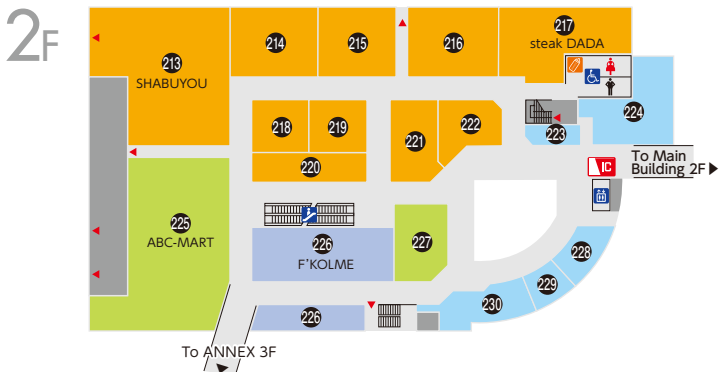 2F
213
SHABUYOU
214
215
216
217
steak DADA
218
219
220
221
222
223
224
IC
To Main
Building 2F
225
ABC-MART
226
F'KOLME
227
228
229
230
226
To ANNEX 3F